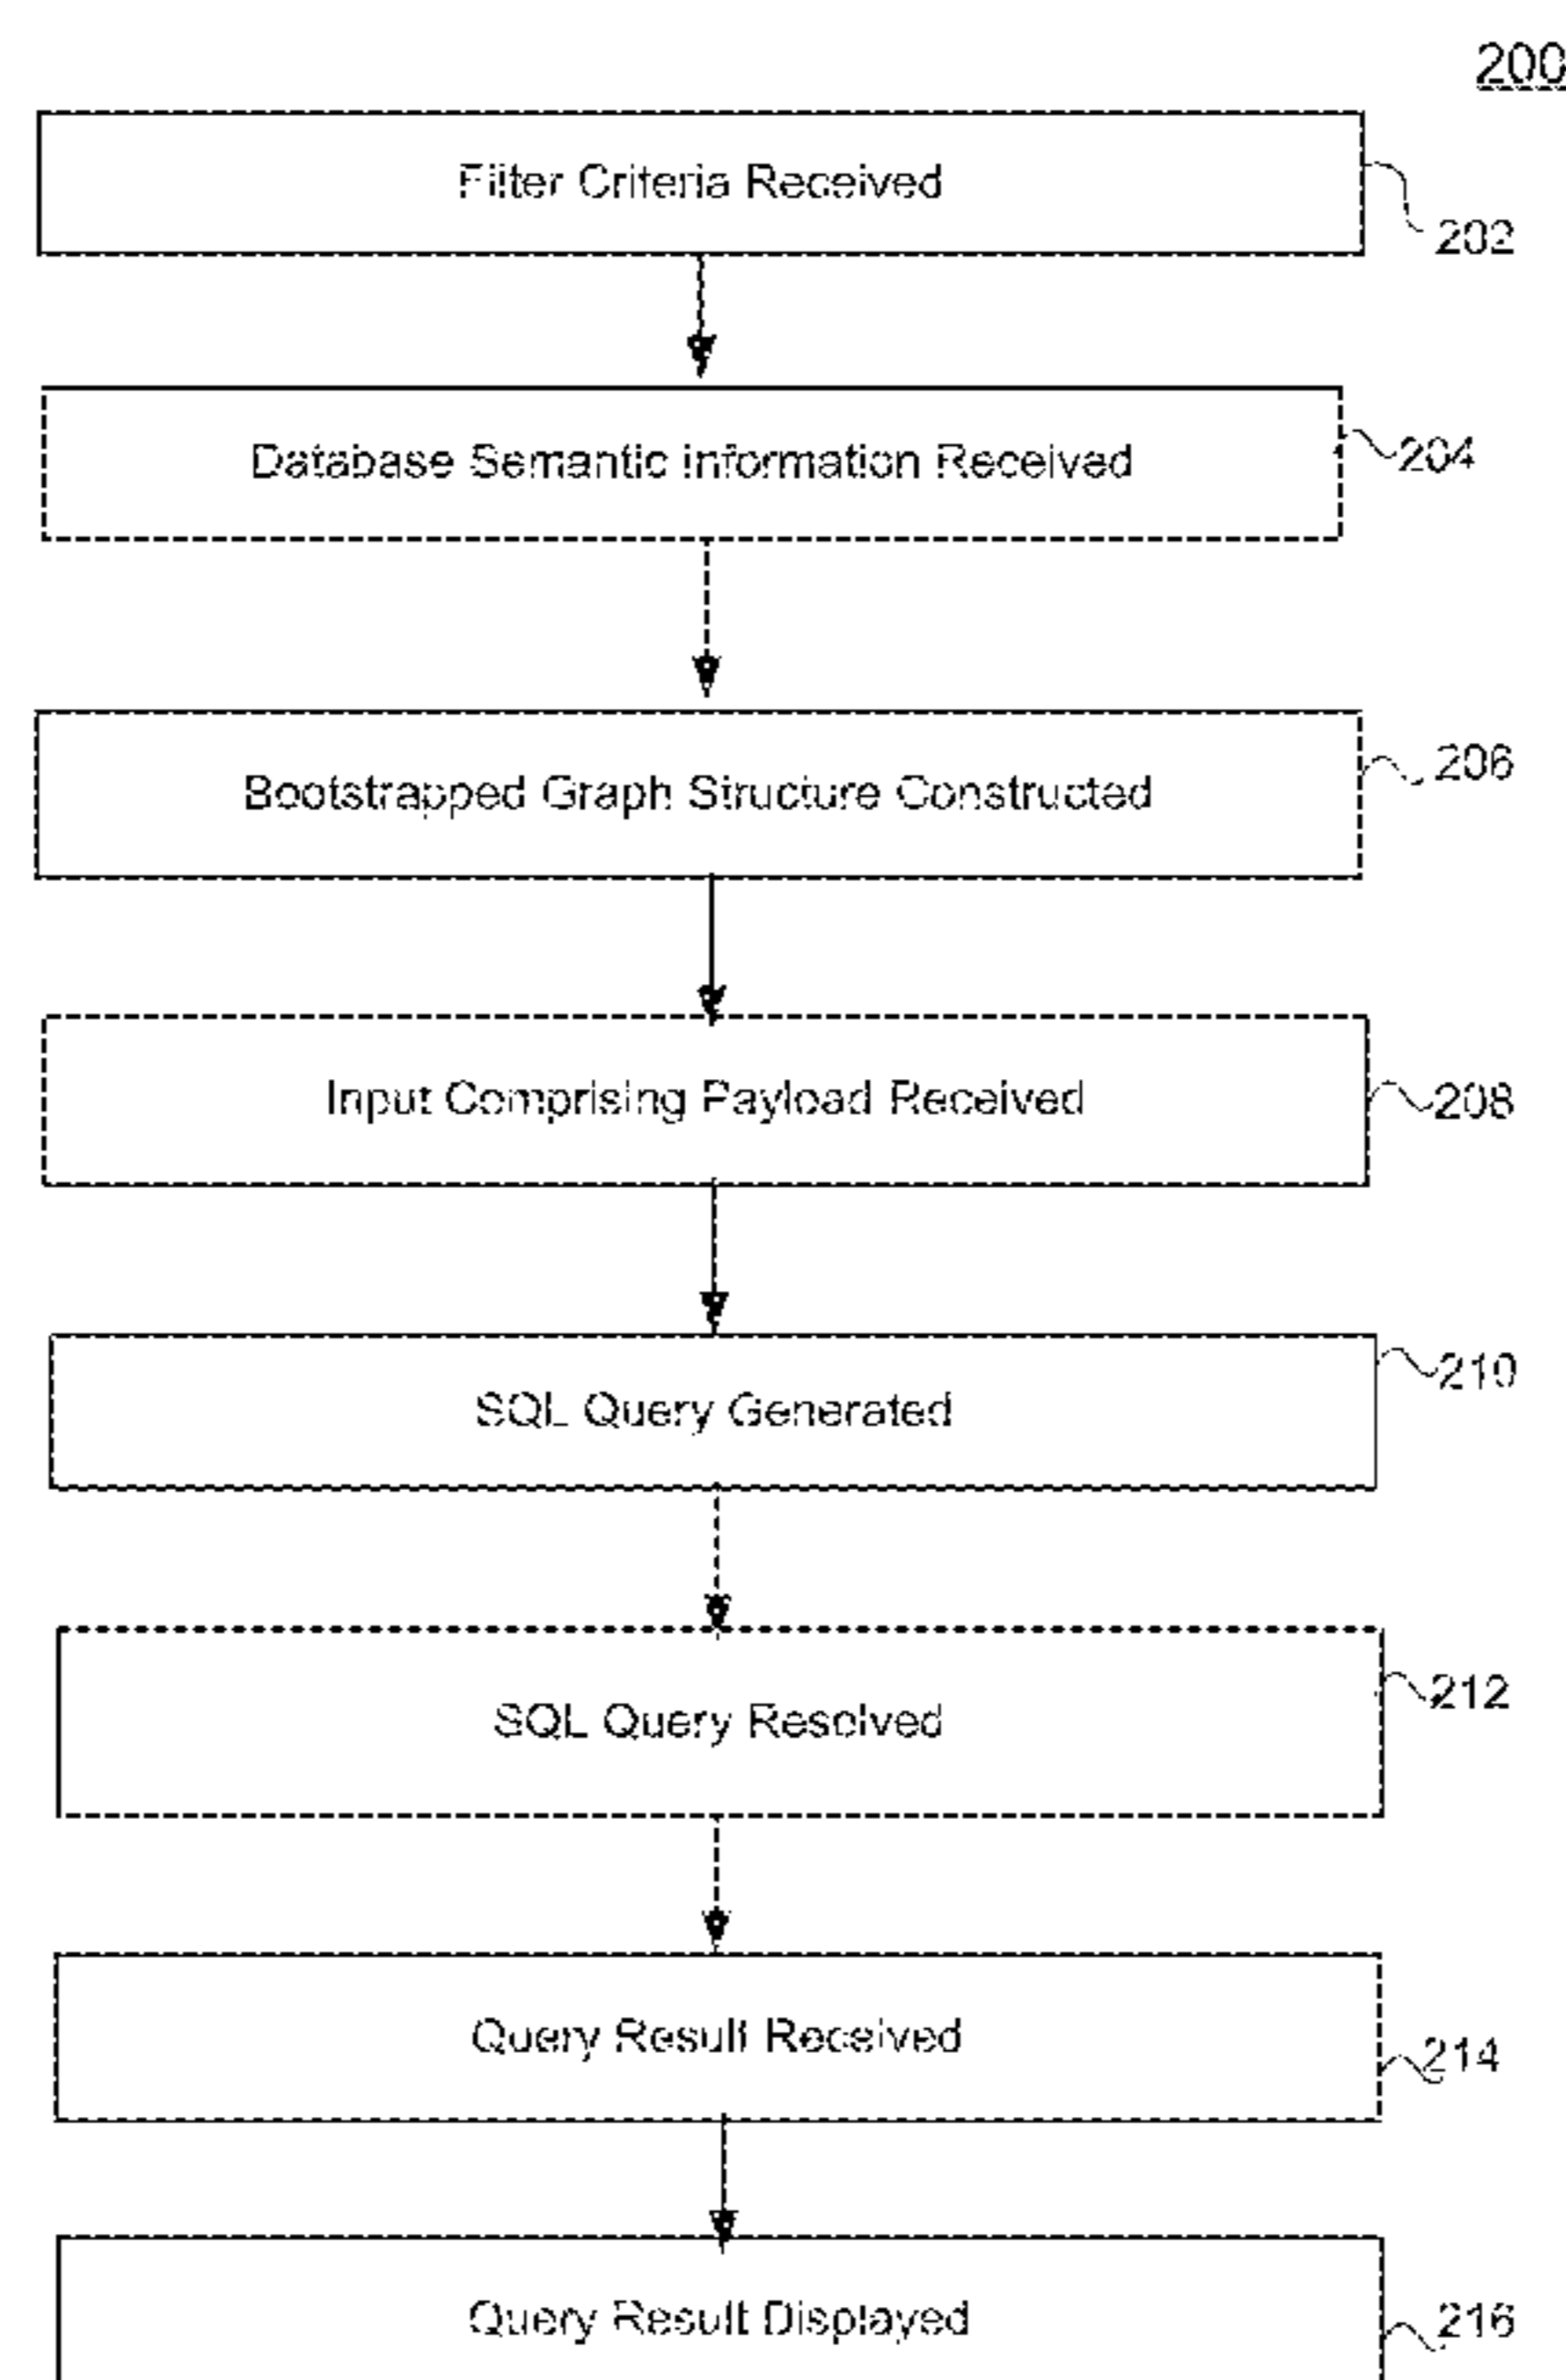 200
Filter Criteria Received
202
Database Semantic Information Received
204
Bootstrapped Graph Structure Constructed
206
Input Comprising Payload Received
208
SQL Query Generated
210
SQL Query Resolved
212
Query Result Received
214
Query Result Displayed
216